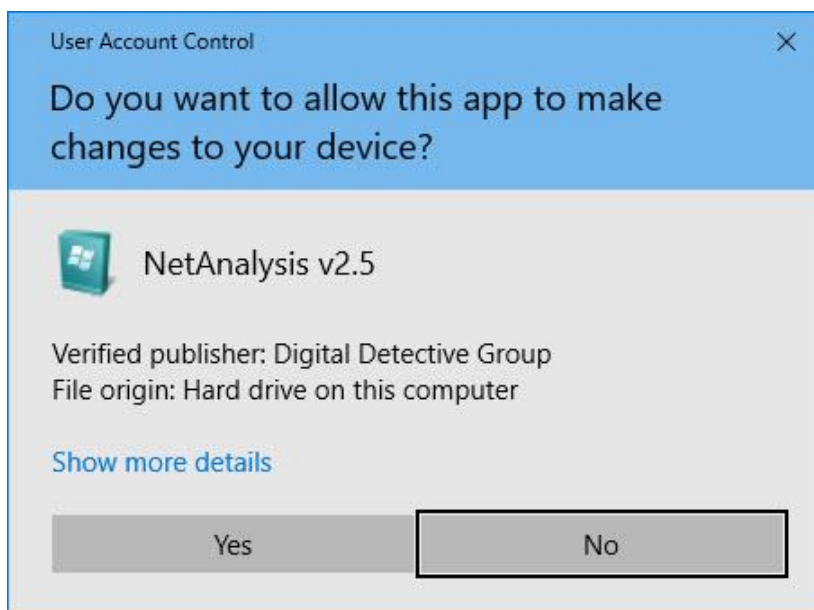 User Account Control
Do you want to allow this app to make
changes to your device?
NetAnalysis v2.5
Verified publisher: Digital Detective Group
File origin: Hard drive on this computer
Show more details
Yes
No